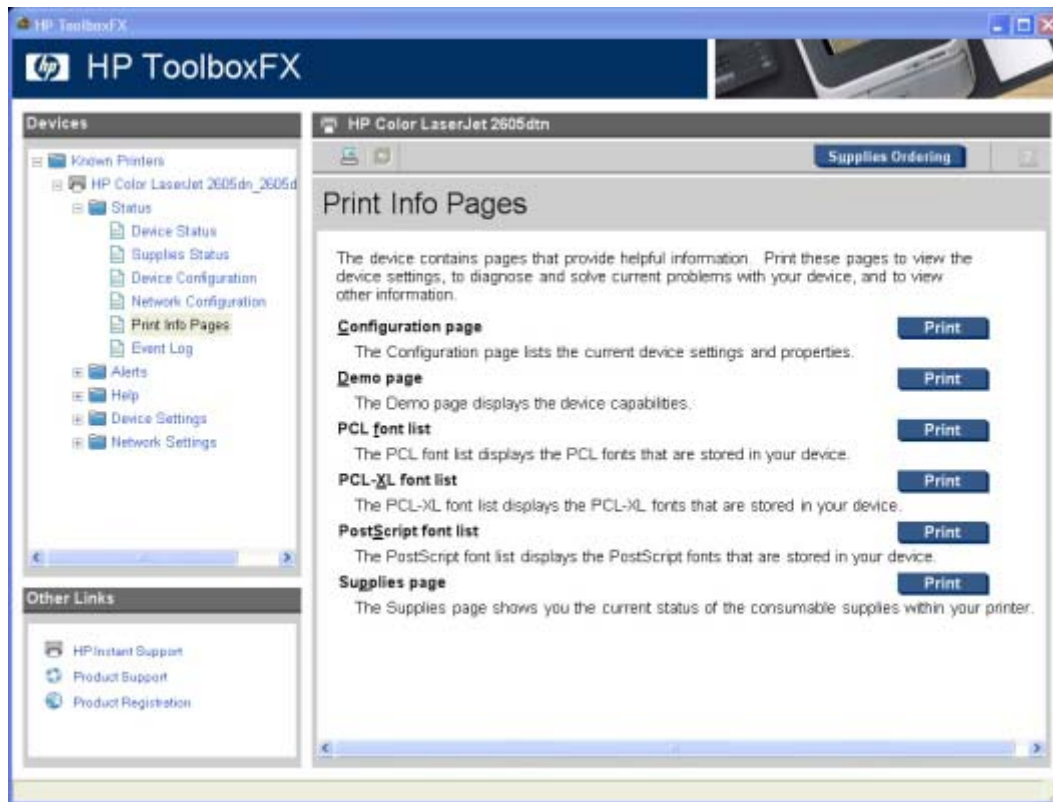 HP ToolboxFX
hp HP ToolboxFX
Devices
Known Printers
HP Color LaserJet 2605dn_2605d
Status
Device Status
Supplies Status
Device Configuration
Network Configuration
Print Info Pages
Event Log
Alerts
Help
Device Settings
Network Settings
Other Links
HP Instant Support
Product Support
Product Registration
HP Color LaserJet 2605dtn
Supplies Ordering
Print Info Pages
The device contains pages that provide helpful information. Print these pages to view the
device settings, to diagnose and solve current problems with your device, and to view
other information.
Configuration page Print
The Configuration page lists the current device settings and properties.
Demo page Print
The Demo page displays the device capabilities.
PCL font list Print
The PCL font list displays the PCL fonts that are stored in your device.
PCL-XL font list Print
The PCL-XL font list displays the PCL-XL fonts that are stored in your device.
PostScript font list Print
The PostScript font list displays the PostScript fonts that are stored in your device.
Supplies page Print
The Supplies page shows you the current status of the consumable supplies within your printer.